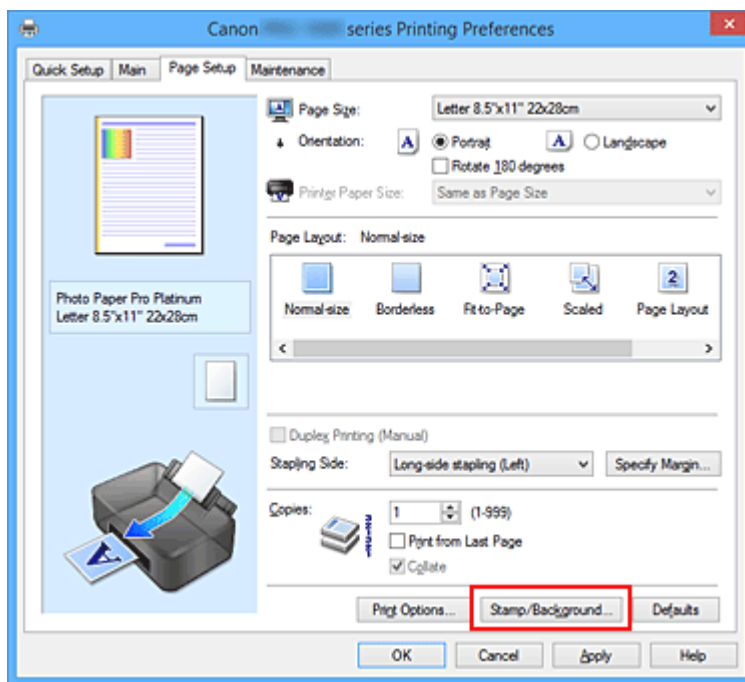 Canon series Printing Preferences
Quick Setup Main Page Setup Maintenance
Page Size: Letter 8.5"x11" 22x28cm
Orientation: A Portrait A Landscape
Rotate 180 degrees
Printer Paper Size: Same as Page Size
Page Layout: Normal-size
2
Normal-size Borderless Fit-to-Page Scaled Page Layout
Photo Paper Pro Platinum
Letter 8.5"x11" 22x28cm
Duplex Printing (Manual)
Stapling Side: Long-side stapling (Left) Specify Margin...
Copies: 1 (1-999)
Print from Last Page
Collate
A
Print Options... Stamp/Background... Defaults
OK Cancel Apply Help